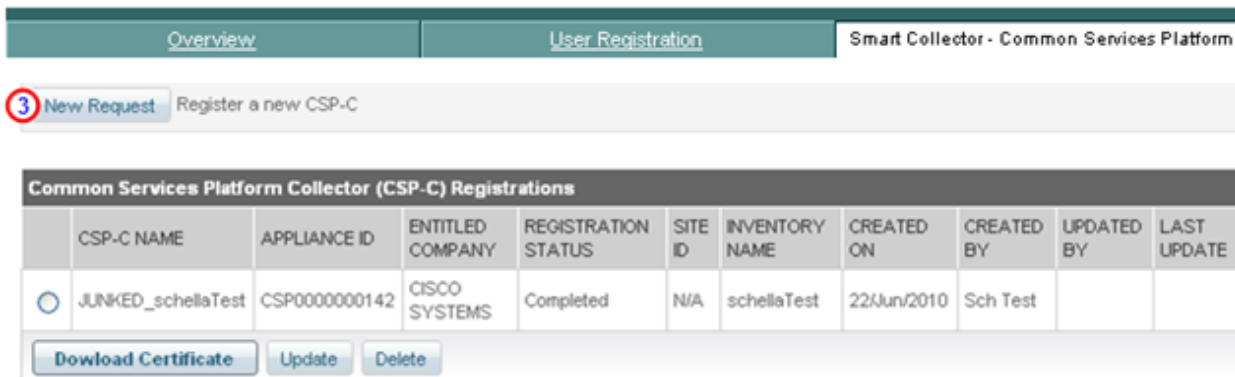 Overview User Registration Smart Collector - Common Services Platform
3 New Request Register a new CSP-C
Common Services Platform Collector (CSP-C) Registrations
CSP-C NAME APPLIANCE ID ENTITLED COMPANY REGISTRATION STATUS SITE ID INVENTORY NAME CREATED ON CREATED BY UPDATED BY LAST UPDATE
JUNKED_schellaTest CSP0000000142 CISCO SYSTEMS Completed N/A schellaTest 22/Jun/2010 Sch Test
Dowload Certificate Update Delete